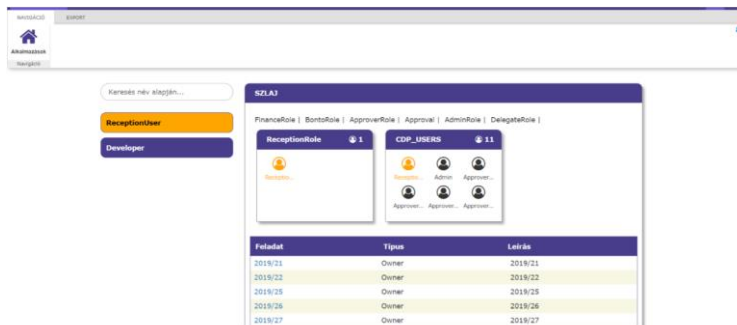 NAVIGÁCIÓ EXPORT
Alkalmazások
Navigáció
Keresés név alapján...
ReceptionUser
Developer
SZLAJ
FinanceRole | BontoRole | ApproverRole | Approval | AdminRole | DelegateRole |
ReceptionRole 1
Receptio...
CDP_USERS 11
Receptio... Admin Approver...
Approver... Approver... Approver...
Feladat Típus Leírás
2019/21 Owner 2019/21
2019/22 Owner 2019/22
2019/25 Owner 2019/25
2019/26 Owner 2019/26
2019/27 Owner 2019/27